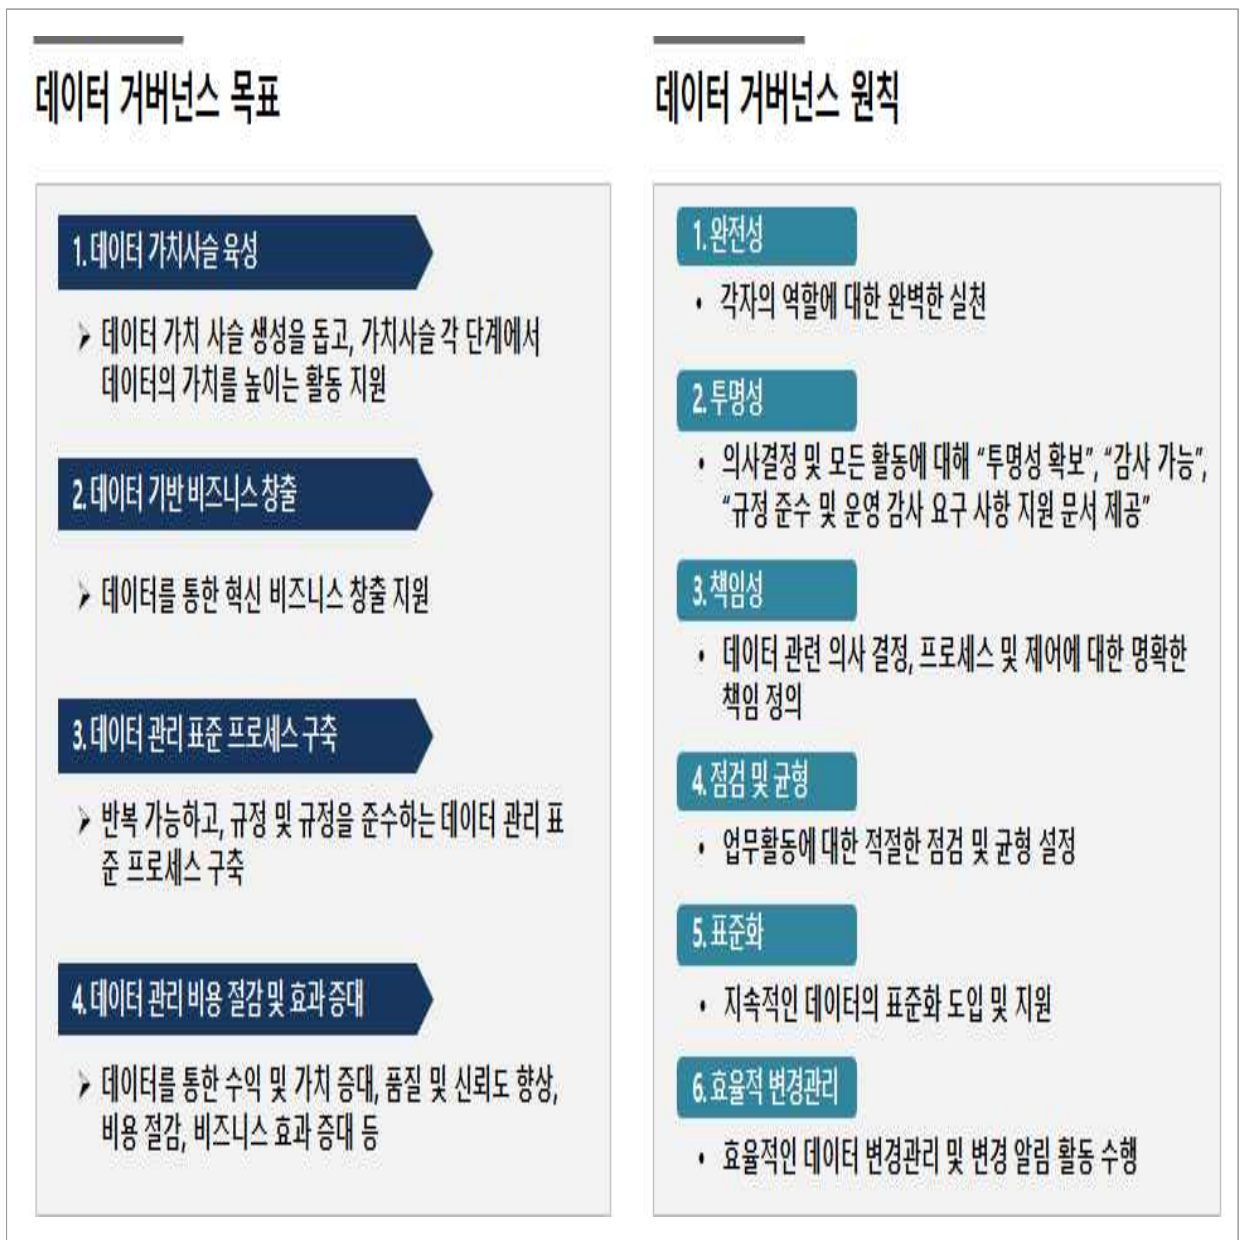 데이터 거버넌스 목표
1. 데이터 가치사슬 육성
➢ 데이터 가치 사슬 생성을 돕고, 가치사슬 각 단계에서
데이터의 가치를 높이는 활동 지원
2. 데이터 기반 비즈니스 창출
➢ 데이터를 통한 혁신 비즈니스 창출 지원
3. 데이터 관리 표준 프로세스 구축
➢ 반복 가능하고, 규정 및 규정을 준수하는 데이터 관리 표
준 프로세스 구축
4. 데이터 관리 비용 절감 및 효과 증대
➢ 데이터를 통한 수익 및 가치 증대, 품질 및 신뢰도 향상,
비용 절감, 비즈니스 효과 증대 등
데이터 거버넌스 원칙
1. 완전성
• 각자의 역할에 대한 완벽한 실천
2. 투명성
• 의사결정 및 모든 활동에 대해 “투명성 확보”, “감사 가능”,
“규정 준수 및 운영 감사 요구 사항 지원 문서 제공”
3. 책임성
• 데이터 관련 의사 결정, 프로세스 및 제어에 대한 명확한
책임 정의
4. 점검 및 균형
• 업무활동에 대한 적절한 점검 및 균형 설정
5. 표준화
• 지속적인 데이터의 표준화 도입 및 지원
6. 효율적 변경관리
• 효율적인 데이터 변경관리 및 변경 알림 활동 수행